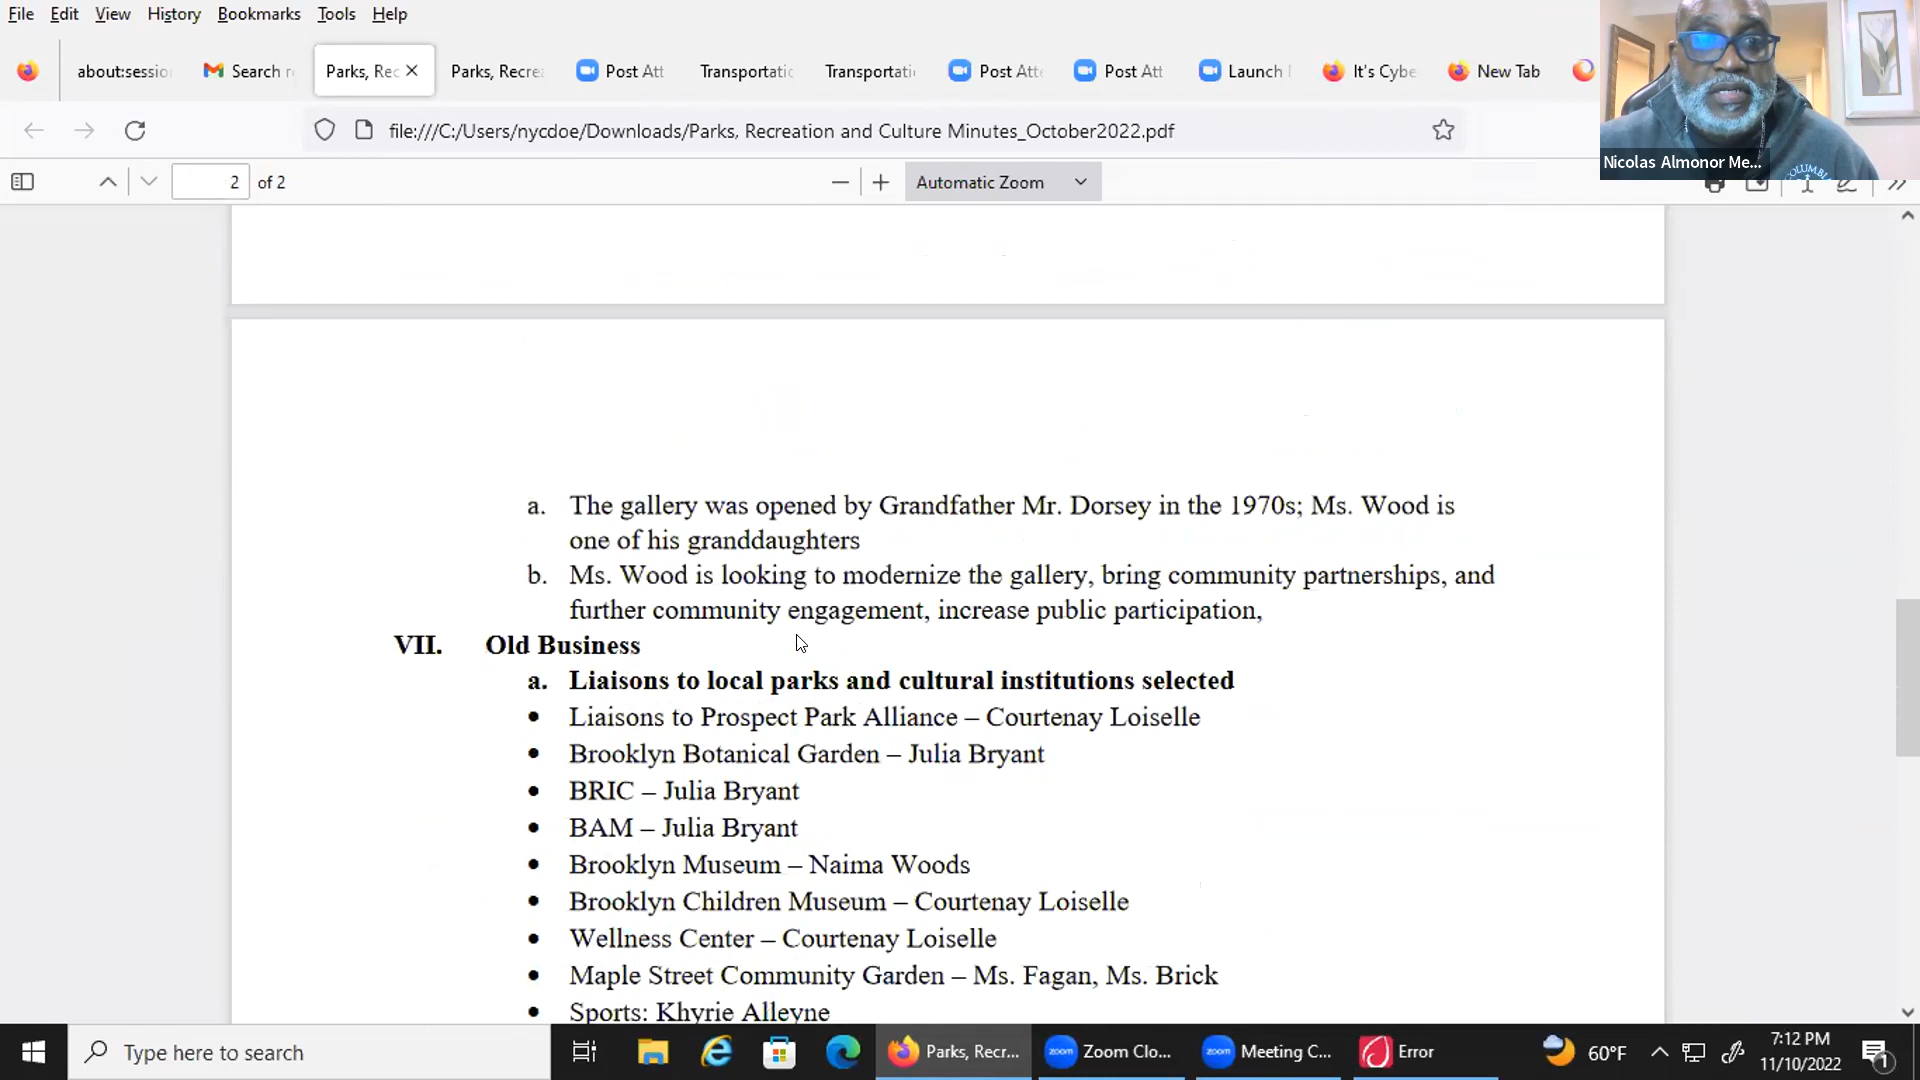 File Edit View History Bookmarks Tools Help
about:sessio
Search r
Parks, Rec
Parks, Recrea
Post Att
Transportatio
Transportatio
Post Atte
Post Att
Launch
It's Cybe
New Tab
file:///C:/Users/nycdoe/Downloads/Parks, Recreation and Culture Minutes_October2022.pdf
Nicolas Almonor Me...
2 of 2
Automatic Zoom
a. The gallery was opened by Grandfather Mr. Dorsey in the 1970s; Ms. Wood is
one of his granddaughters
b. Ms. Wood is looking to modernize the gallery, bring community partnerships, and
further community engagement, increase public participation,
VII. Old Business
a. Liaisons to local parks and cultural institutions selected
• Liaisons to Prospect Park Alliance – Courtenay Loiselle
• Brooklyn Botanical Garden – Julia Bryant
• BRIC – Julia Bryant
• BAM – Julia Bryant
• Brooklyn Museum – Naima Woods
• Brooklyn Children Museum – Courtenay Loiselle
• Wellness Center – Courtenay Loiselle
• Maple Street Community Garden – Ms. Fagan, Ms. Brick
• Sports: Khyrie Alleyne
Type here to search
Parks, Recr...
zoom Zoom Clo...
zoom Meeting C...
Error
60°F
7:12 PM
11/10/2022
1